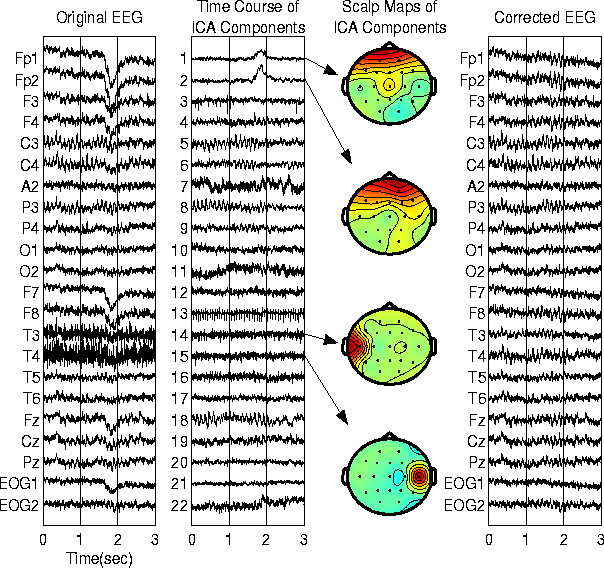 Original EEG
Time Course of
ICA Components
Scalp Maps of
ICA Components
Corrected EEG
Fp1
Fp2
F3
F4
C3
C4
A2
P3
P4
O1
O2
F7
F8
T3
T4
T5
T6
Fz
Cz
Pz
EOG1
EOG2
0 1 2 3
Time(sec)
1
2
3
4
5
6
7
8
9
10
11
12
13
14
15
16
17
18
19
20
21
22
0 1 2 3
Fp1
Fp2
F3
F4
C3
C4
A2
P3
P4
O1
O2
F7
F8
T3
T4
T5
T6
Fz
Cz
Pz
EOG1
EOG2
0 1 2 3